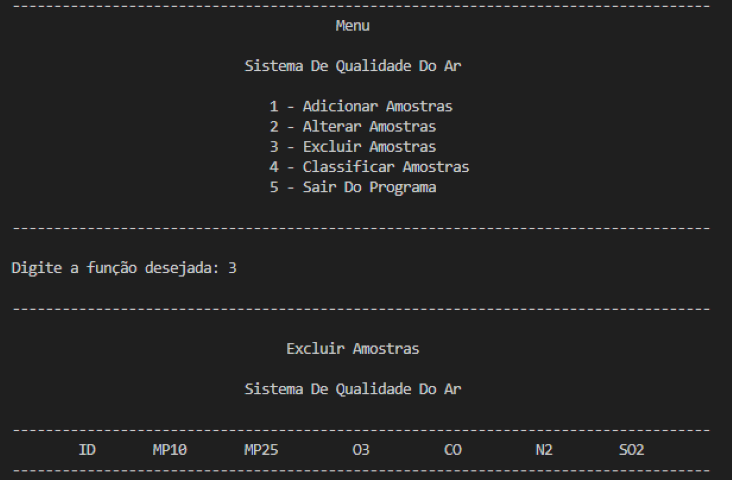 ------------------------------------------------------------------------------------
Menu
Sistema De Qualidade Do Ar
1 - Adicionar Amostras
2 - Alterar Amostras
3 - Excluir Amostras
4 - Classificar Amostras
5 - Sair Do Programa
------------------------------------------------------------------------------------
Digite a função desejada: 3
------------------------------------------------------------------------------------
Excluir Amostras
Sistema De Qualidade Do Ar
------------------------------------------------------------------------------------
ID MP10 MP25 O3 CO N2 SO2
------------------------------------------------------------------------------------